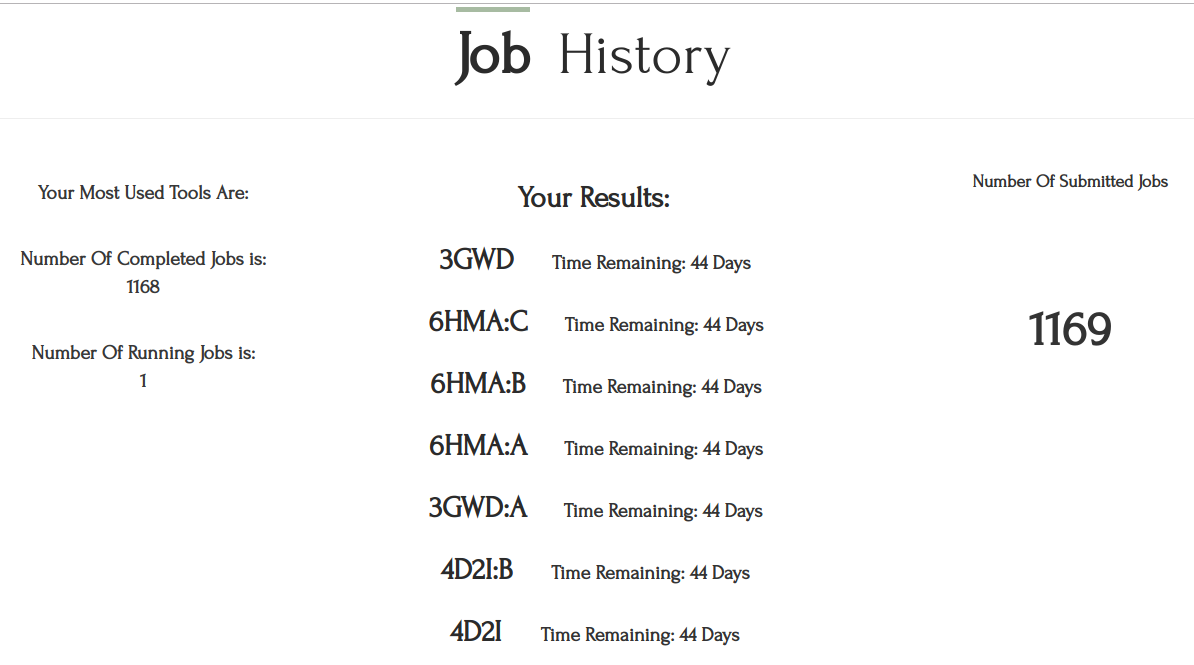 Job History
Your Most Used Tools Are:
Number Of Completed Jobs is:
1168
Number Of Running Jobs is:
1
Your Results:
3GWD Time Remaining: 44 Days
6HMA:C Time Remaining: 44 Days
6HMA:B Time Remaining: 44 Days
6HMA:A Time Remaining: 44 Days
3GWD:A Time Remaining: 44 Days
4D2I:B Time Remaining: 44 Days
4D2I Time Remaining: 44 Days
Number Of Submitted Jobs
1169